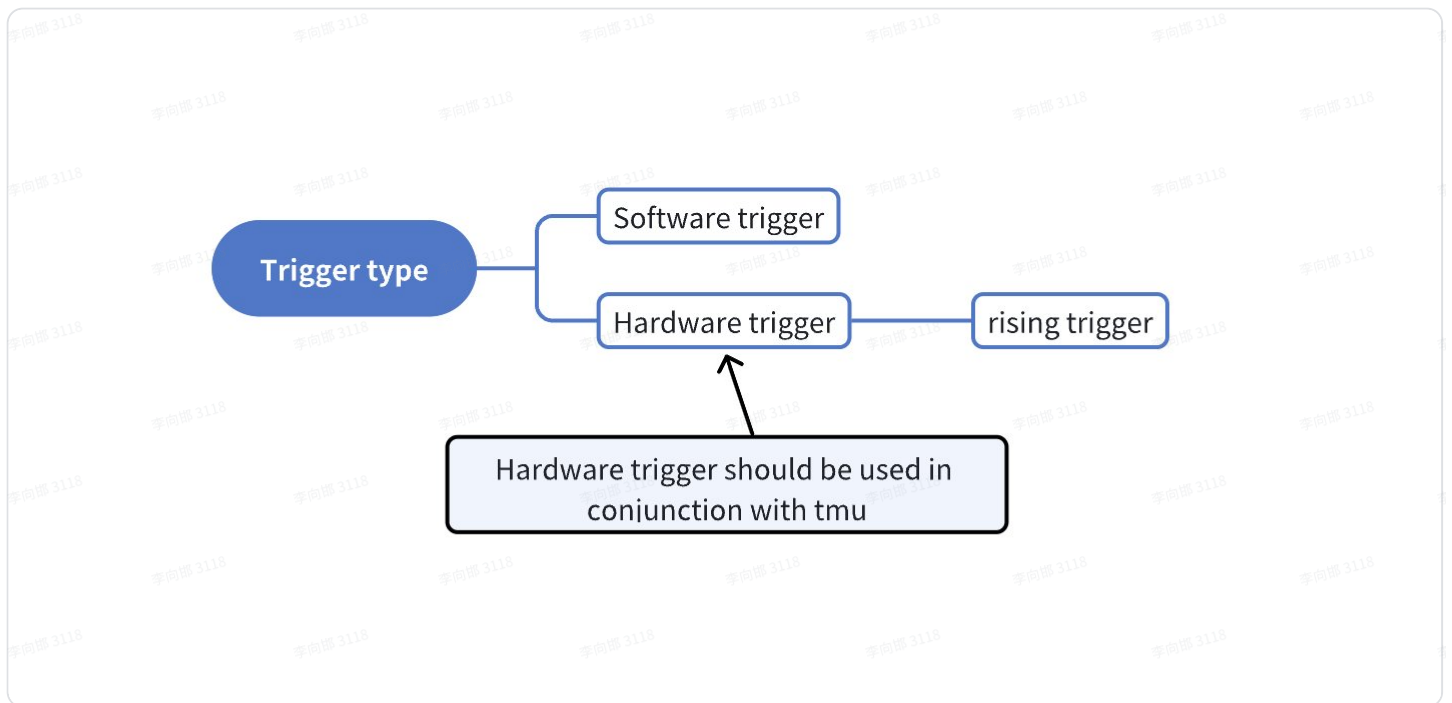 Trigger type
Software trigger
Hardware trigger
rising trigger
Hardware trigger should be used in
conjunction with tmu